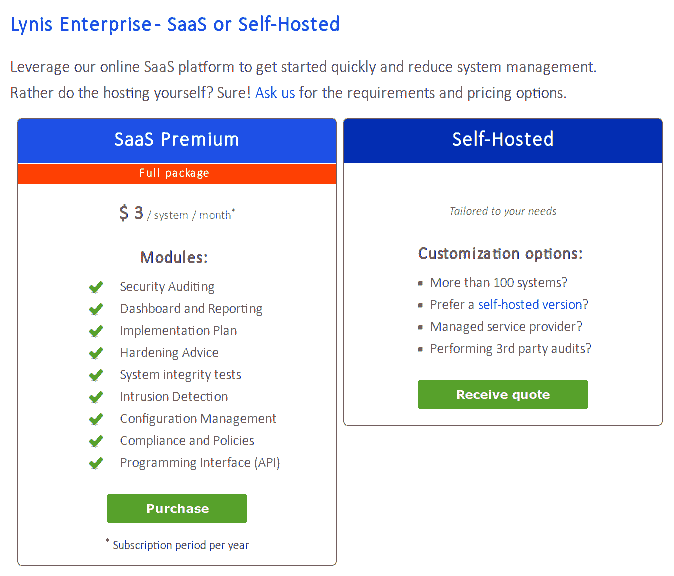 Lynis Enterprise - SaaS or Self-Hosted
Leverage our online SaaS platform to get started quickly and reduce system management.
Rather do the hosting yourself? Sure! Ask us for the requirements and pricing options.
SaaS Premium
Full package
$ 3 / system / month*
Modules:
Security Auditing
Dashboard and Reporting
Implementation Plan
Hardening Advice
System integrity tests
Intrusion Detection
Configuration Management
Compliance and Policies
Programming Interface (API)
Purchase
* Subscription period per year
Self-Hosted
Tailored to your needs
Customization options:
More than 100 systems?
Prefer a self-hosted version?
Managed service provider?
Performing 3rd party audits?
Receive quote